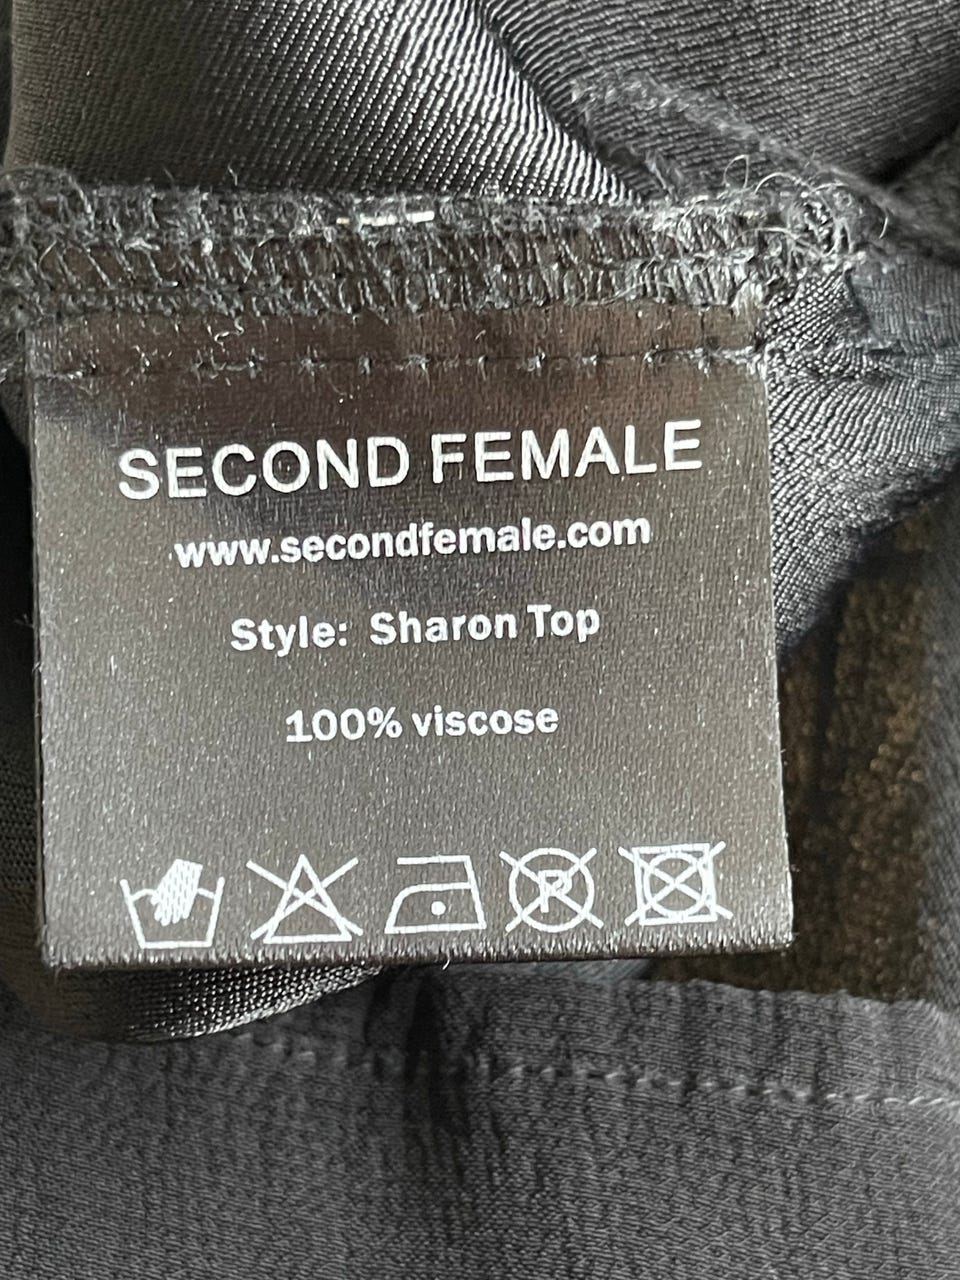 SECOND FEMALE
www.secondfemale.com
Style: Sharon Top
100% viscose
P